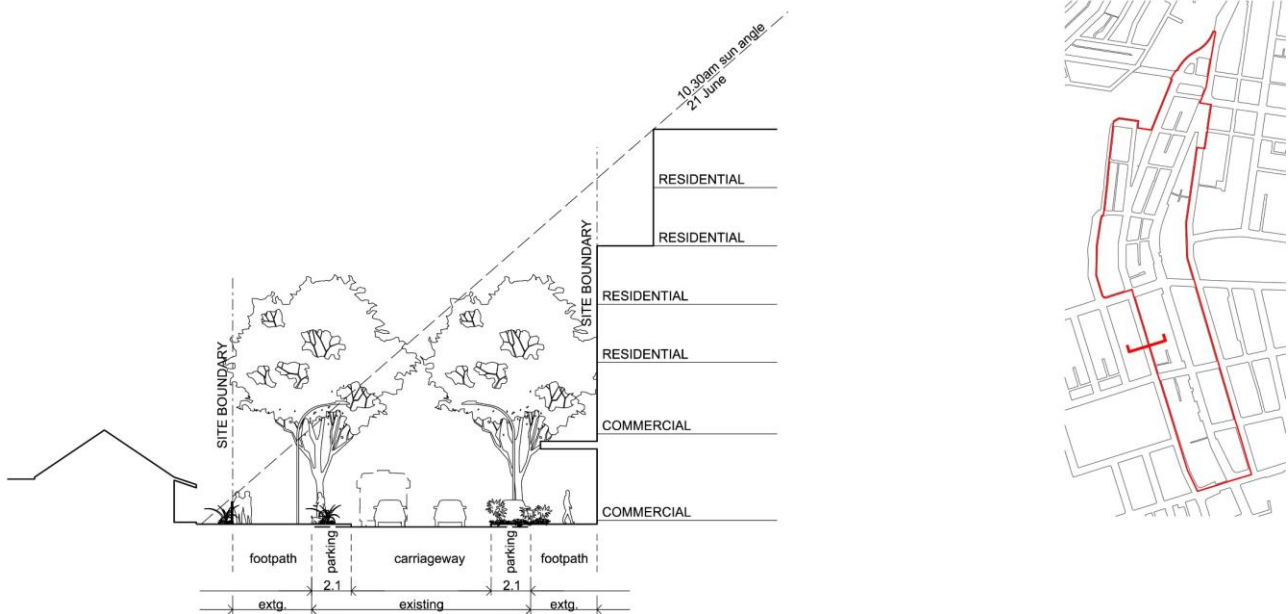 10.30am sun angle
21 June
RESIDENTIAL
RESIDENTIAL
SITE BOUNDARY
RESIDENTIAL
RESIDENTIAL
SITE BOUNDARY
COMMERCIAL
COMMERCIAL
footpath
parking
carriageway
parking
footpath
2.1
2.1
extg.
existing
extg.